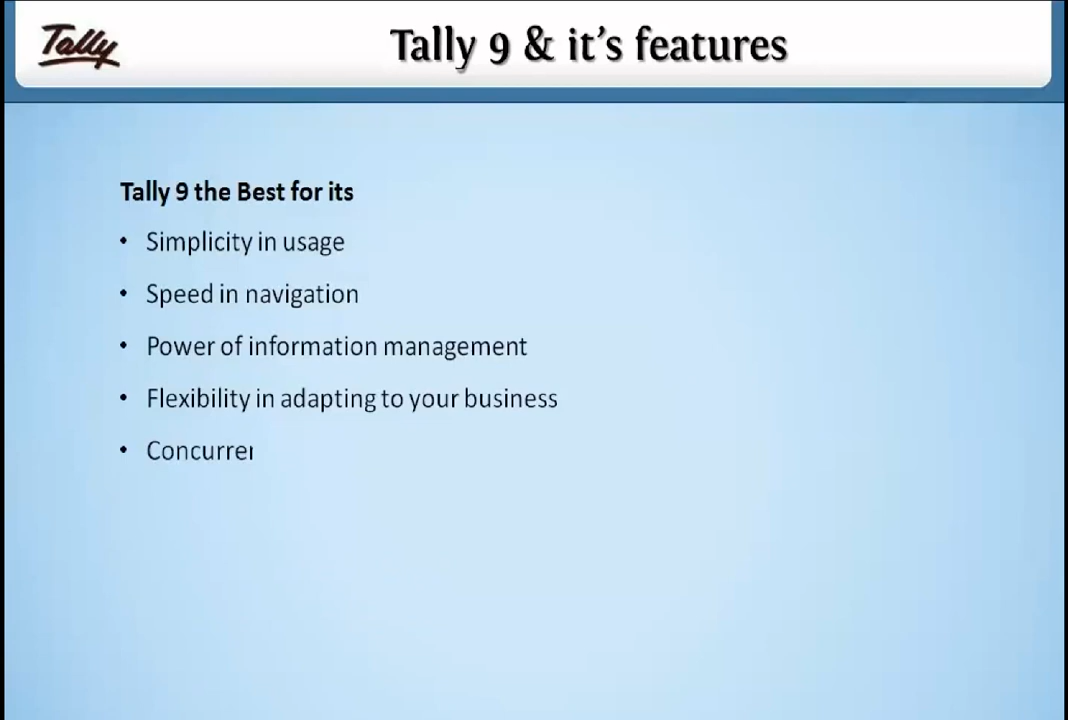 Tally
Tally 9 & it's features
Tally 9 the Best for its
• Simplicity in usage
• Speed in navigation
• Power of information management
• Flexibility in adapting to your business